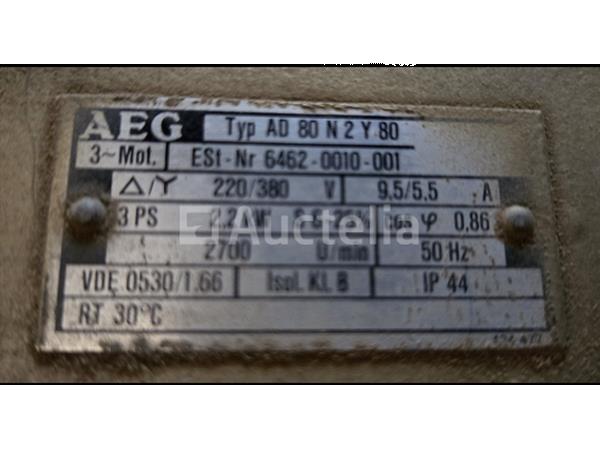 AEG Typ AD 80 N 2 Y 80
3~Mot. ESt-Nr 6462-0010-001
Δ/Y 220/380 V 9,5/5,5 A
3 PS 2,2 cos φ 0,86
2700 U/min 50 Hz
VDE 0530/1.66 Isol. Kl. B IP 44
RT 30°C
Auctelia